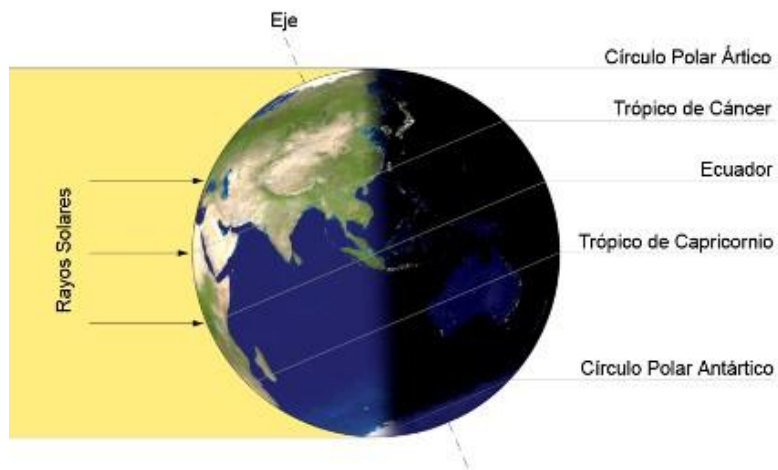 Eje
Círculo Polar Ártico
Trópico de Cáncer
Ecuador
Trópico de Capricornio
Círculo Polar Antártico
Rayos Solares